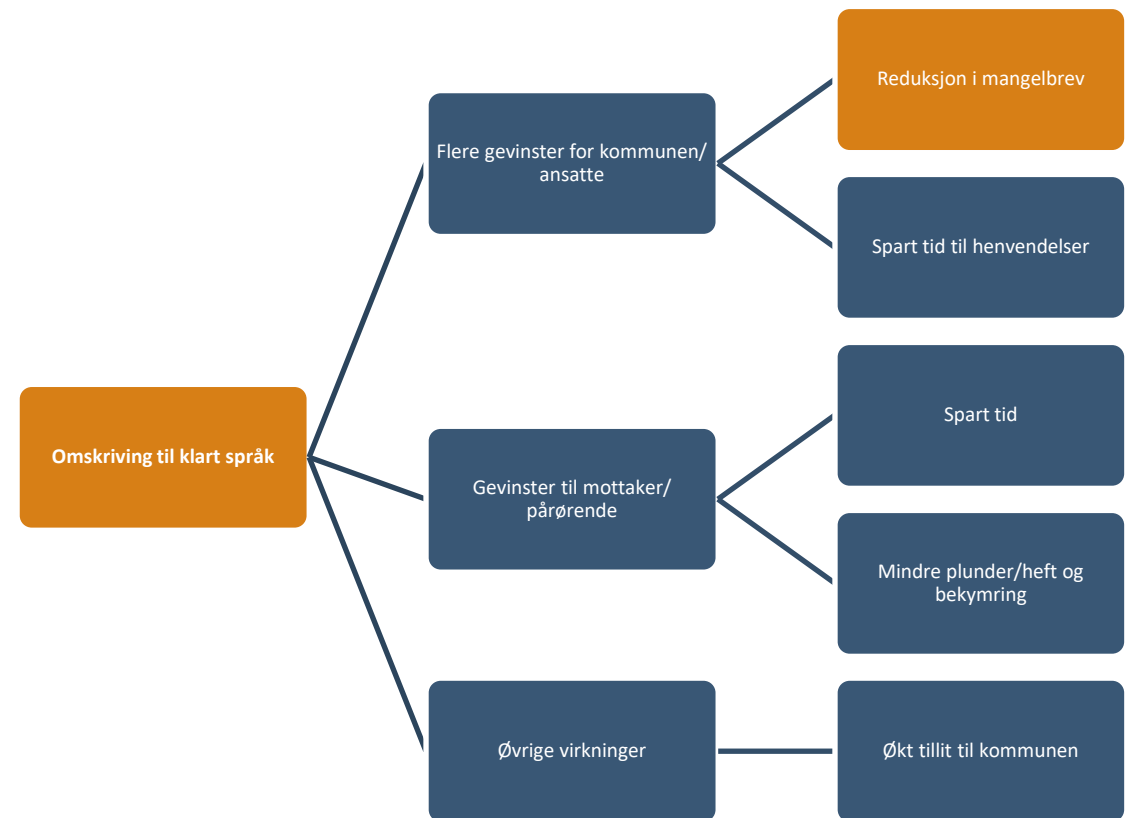 Omskriving til klart språk
Flere gevinster for kommunen/
ansatte
Reduksjon i mangelbrev
Spart tid til henvendelser
Gevinster til mottaker/
pårørende
Spart tid
Mindre plunder/heft og
bekymring
Øvrige virkninger
Økt tillit til kommunen